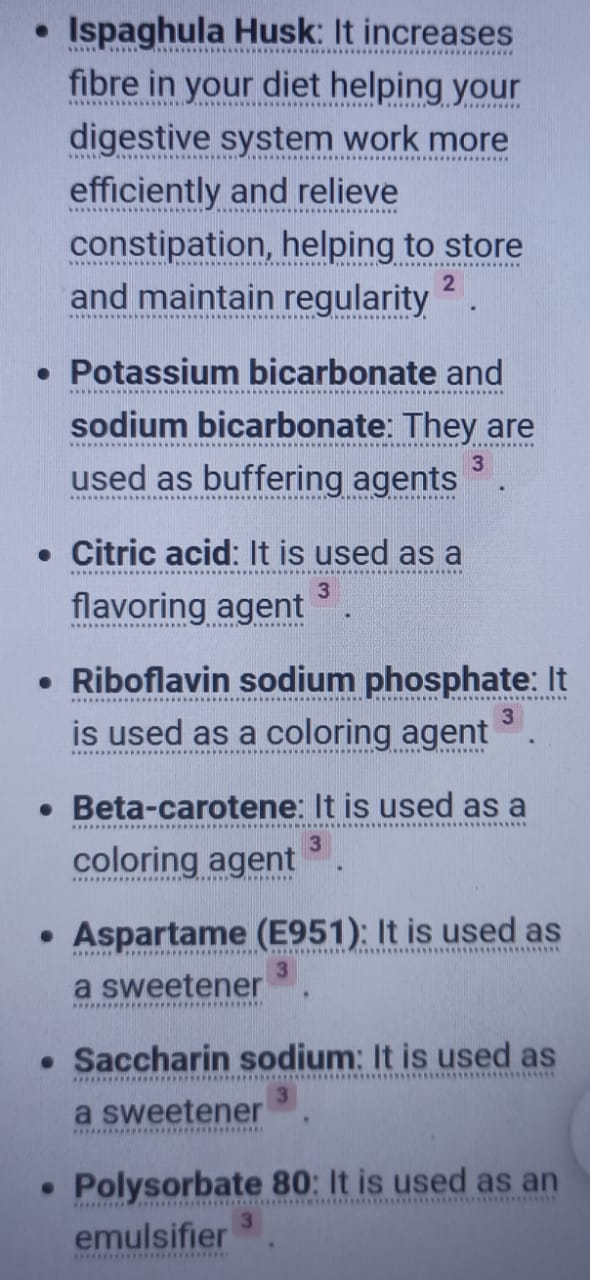 • Ispaghula Husk: It increases
fibre in your diet helping your
digestive system work more
efficiently and relieve
constipation, helping to store
and maintain regularity 2 .
• Potassium bicarbonate and
sodium bicarbonate: They are
used as buffering agents 3 .
• Citric acid: It is used as a
flavoring agent 3 .
• Riboflavin sodium phosphate: It
is used as a coloring agent 3 .
• Beta-carotene: It is used as a
coloring agent 3 .
• Aspartame (E951): It is used as
a sweetener 3 .
• Saccharin sodium: It is used as
a sweetener 3 .
• Polysorbate 80: It is used as an
emulsifier 3 .